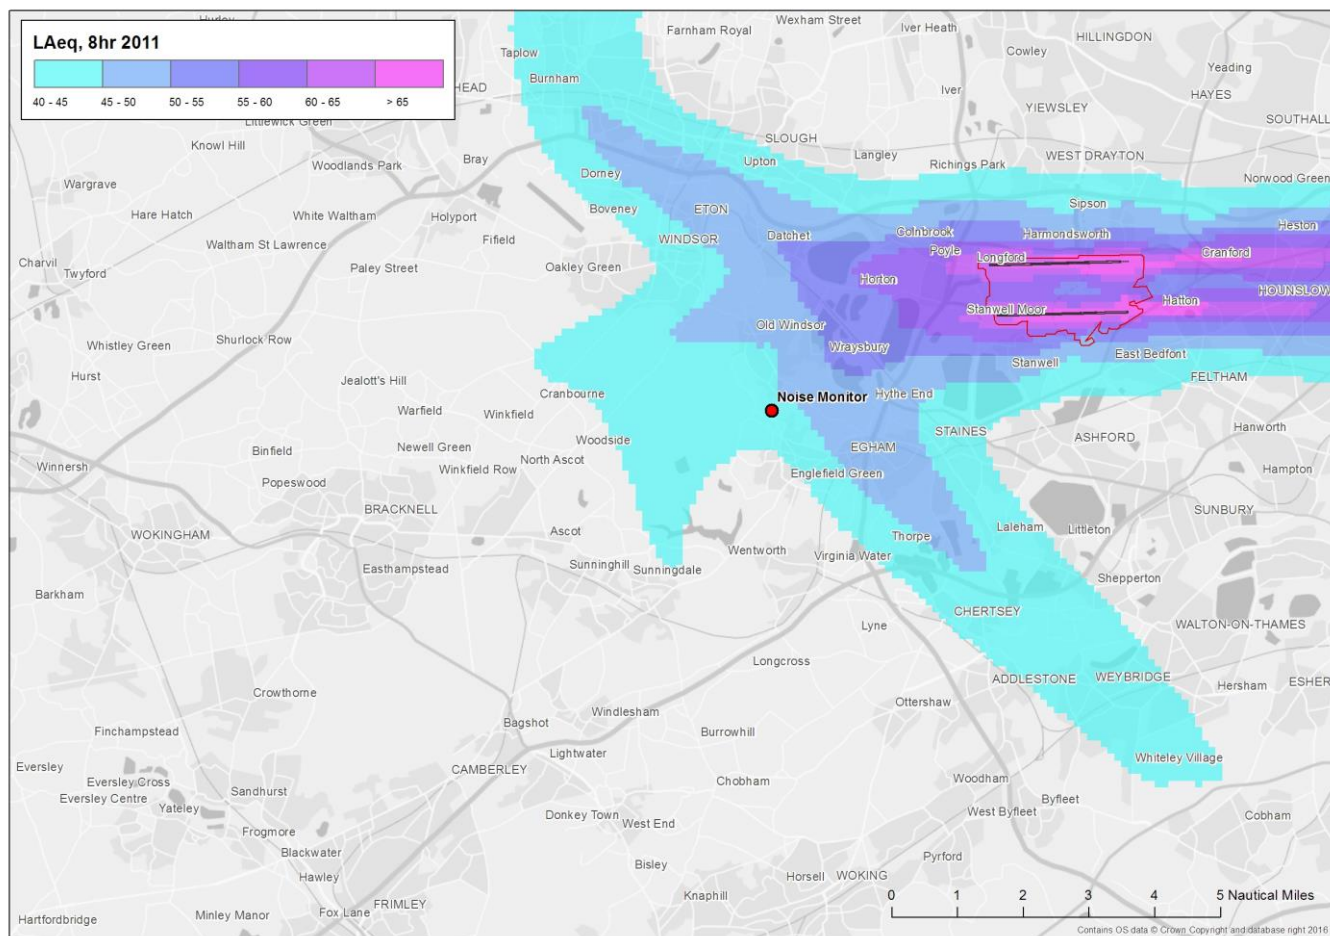 LAeq, 8hr 2011
40 - 45 45 - 50 50 - 55 55 - 60 60 - 65 > 65
Wexham Street
Farnham Royal
Iver Heath
HILLINGDON
Cowley
Taplow
Yeading
Burnham
HEAD
Iver
HAYES
YIEWSLEY
Littlewick Green
SOUTHALL
Knowl Hill
SLOUGH
Woodlands Park
Bray
Upton
Langley
Richings Park
WEST DRAYTON
Wargrave
Dorney
Norwood Green
Hare Hatch
White Waltham
Holyport
Boveney
ETON
Sipson
Waltham St Lawrence
Fifield
WINDSOR
Datchet
Colnbrook
Harmondsworth
Heston
Charvil
Twyford
Paley Street
Oakley Green
Poyle
Longford
Cranford
Horton
HOUNSLOW
Hatton
Stanwell Moor
Old Windsor
Whistley Green
Shurlock Row
Wraysbury
East Bedfont
Stanwell
Hurst
Jealott's Hill
FELTHAM
Cranbourne
Noise Monitor
Hythe End
Warfield
Winkfield
Hanworth
STAINES
ASHFORD
Woodside
Newell Green
EGHAM
Binfield
North Ascot
Winnersh
Winkfield Row
Englefield Green
Hampton
Popeswood
BRACKNELL
SUNBURY
WOKINGHAM
Ascot
Laleham
Littleton
Thorpe
Wentworth
Virginia Water
Easthampstead
Sunninghill
Sunningdale
Shepperton
Barkham
CHERTSEY
Lyne
WALTON-ON-THAMES
Longcross
ADDLESTONE
WEYBRIDGE
Hersham
ESHER
Crowthorne
Ottershaw
Windlesham
Bagshot
Finchampstead
Burrowhill
Lightwater
Whiteley Village
Eversley
CAMBERLEY
Eversley Cross
Chobham
Woodham
Sandhurst
Eversley Centre
Byfleet
Yateley
Donkey Town
West Byfleet
West End
Cobham
Frogmore
Blackwater
Bisley
Pyrford
Hawley
Horsell
WOKING
Knaphill
FRIMLEY
Fox Lane
Minley Manor
Hartfordbridge
0 1 2 3 4 5 Nautical Miles
Contains OS data © Crown Copyright and database right 2016